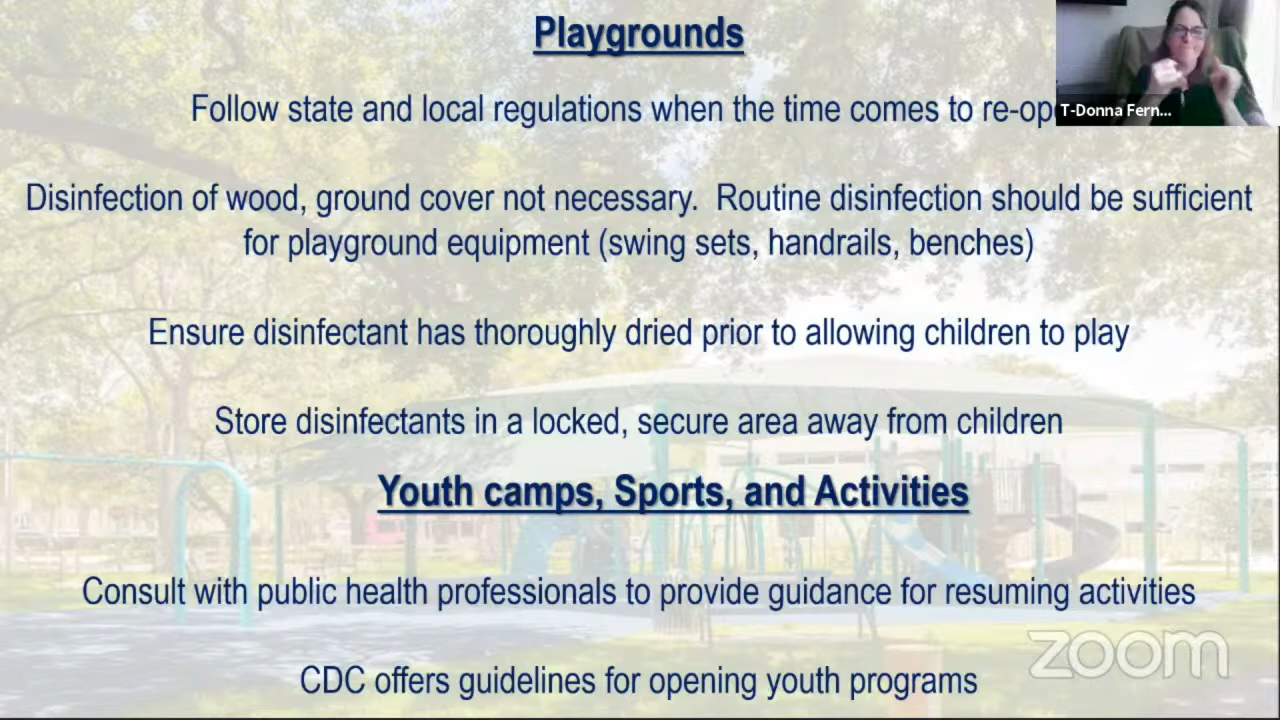 Playgrounds
T-Donna Fern...
Follow state and local regulations when the time comes to
Disinfection of wood, ground cover not necessary.  Routine disinfection should be sufficient
for playground equipment (swing sets, handrails, benches)
Ensure disinfectant has thoroughly dried prior to allowing children to play
Store disinfectants in a locked, secure area away from children
Youth camps, Sports, and Activities
Consult with public health professionals to provide guidance for resuming activities
zoom
CDC offers guidelines for opening youth programs